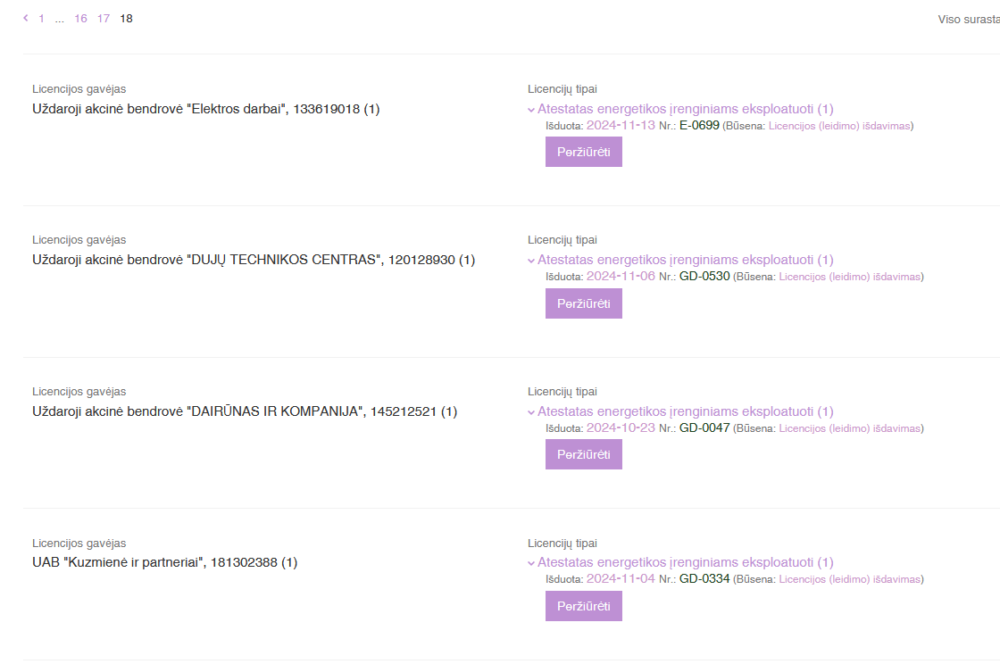 1 ... 16 17 18
Viso surasta
Licencijos gavėjas
Uždaroji akcinė bendrovė "Elektros darbai", 133619018 (1)
Licencijų tipai
Atestatas energetikos įrenginiams eksploatuoti (1)
Išduota: 2024-11-13 Nr.: E-0699 (Būsena: Licencijos (leidimo) išdavimas)
Peržiūrėti
Licencijos gavėjas
Uždaroji akcinė bendrovė "DUJŲ TECHNIKOS CENTRAS", 120128930 (1)
Licencijų tipai
Atestatas energetikos įrenginiams eksploatuoti (1)
Išduota: 2024-11-06 Nr.: GD-0530 (Būsena: Licencijos (leidimo) išdavimas)
Peržiūrėti
Licencijos gavėjas
Uždaroji akcinė bendrovė "DAIRŪNAS IR KOMPANIJA", 145212521 (1)
Licencijų tipai
Atestatas energetikos įrenginiams eksploatuoti (1)
Išduota: 2024-10-23 Nr.: GD-0047 (Būsena: Licencijos (leidimo) išdavimas)
Peržiūrėti
Licencijos gavėjas
UAB "Kuzmienė ir partneriai", 181302388 (1)
Licencijų tipai
Atestatas energetikos įrenginiams eksploatuoti (1)
Išduota: 2024-11-04 Nr.: GD-0334 (Būsena: Licencijos (leidimo) išdavimas)
Peržiūrėti